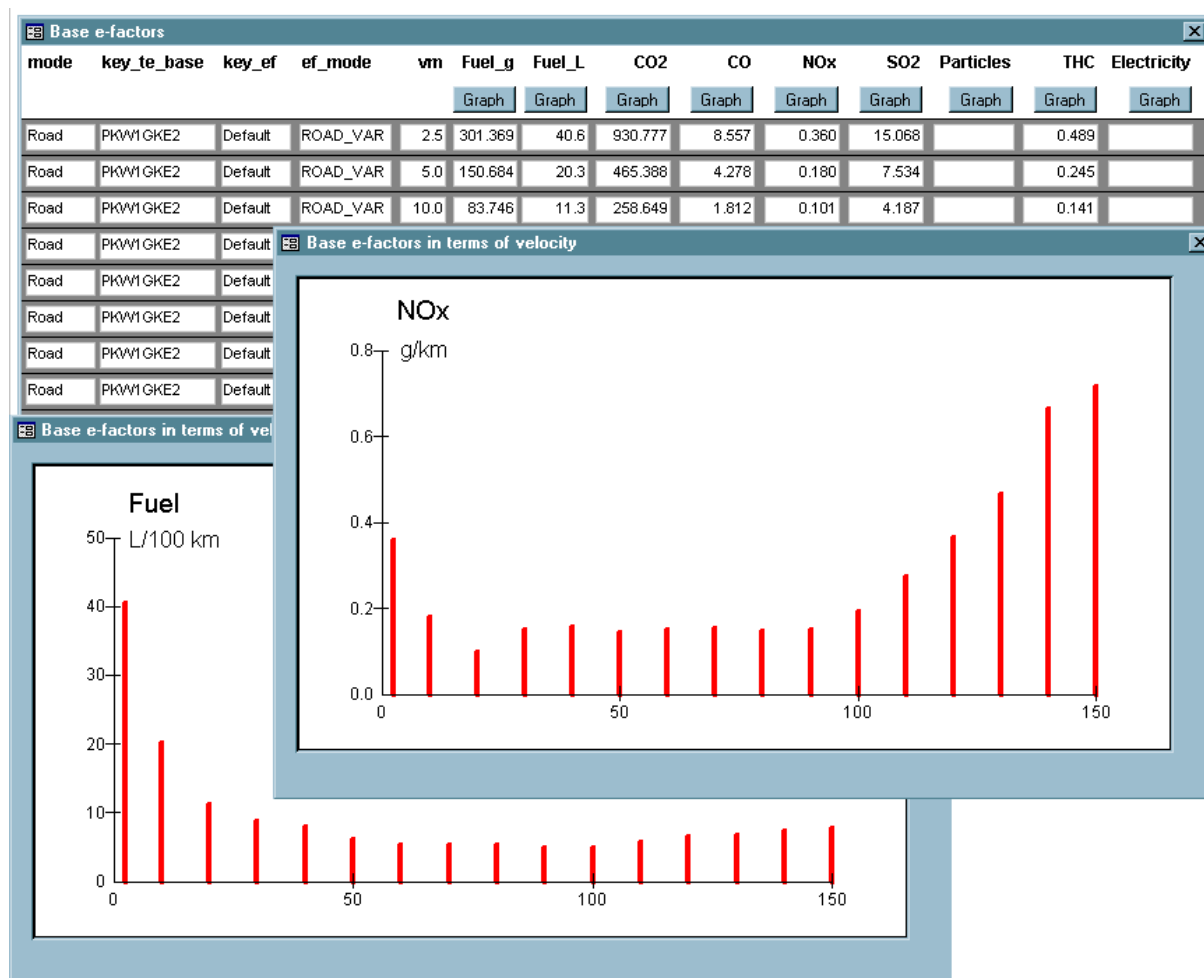 Base e-factors
mode key_te_base key_ef ef_mode vm Fuel_g Fuel_L CO2 CO NOx SO2 Particles THC Electricity
Graph Graph Graph Graph Graph Graph Graph Graph Graph
Road PKW1GKE2 Default ROAD_VAR 2.5 301.369 40.6 930.777 8.557 0.360 15.068 0.489
Road PKW1GKE2 Default ROAD_VAR 5.0 150.684 20.3 465.388 4.278 0.180 7.534 0.245
Road PKW1GKE2 Default ROAD_VAR 10.0 83.746 11.3 258.649 1.812 0.101 4.187 0.141
Road PKW1GKE2 Default
Road PKW1GKE2 Default
Road PKW1GKE2 Default
Road PKW1GKE2 Default
Road PKW1GKE2 Default
Base e-factors in terms of velocity
NOx
g/km
0.8
0.6
0.4
0.2
0.0
0 50 100 150
Base e-factors in terms of vel
Fuel
L/100 km
50
40
30
20
10
0
0 50 100 150